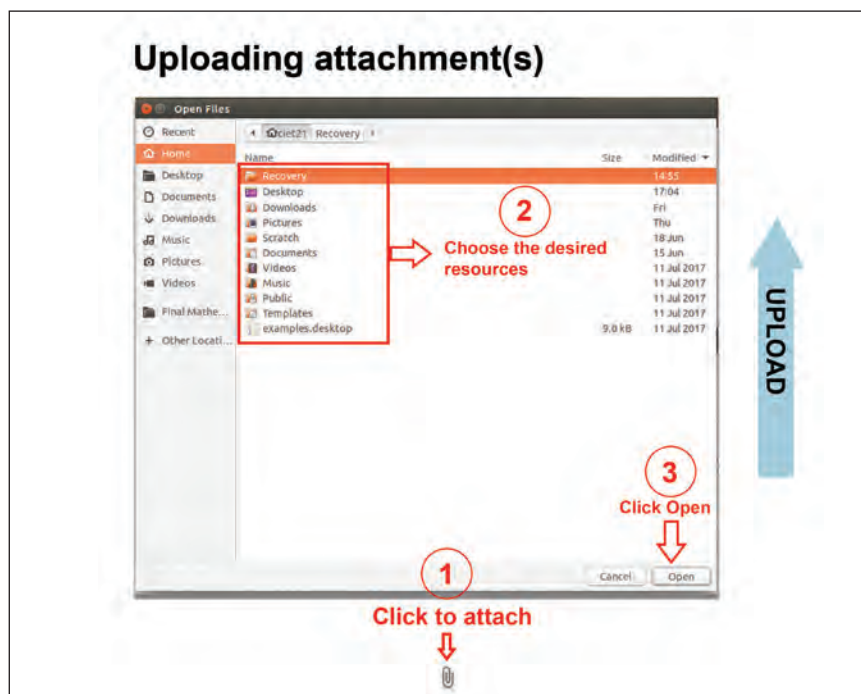 Uploading attachment(s)
Open Files
Recent
Home
Desktop
Documents
Downloads
Music
Pictures
Videos
Final Mathe...
+ Other Locati...
ciet21 Recovery
Name Size Modified
Recovery 14:55
Desktop 17:04
Downloads Fri
Pictures Thu
Scratch 18 Jun
Documents 15 Jun
Videos 11 Jul 2017
Music 11 Jul 2017
Public 11 Jul 2017
Templates 11 Jul 2017
examples.desktop 9.0 kB 11 Jul 2017
2
Choose the desired
resources
UPLOAD
3
Click Open
Cancel Open
1
Click to attach